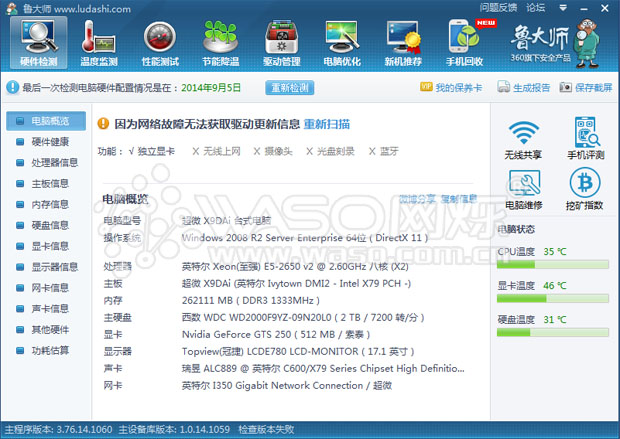 鲁大师 www.ludashi.com
问题反馈 论坛
硬件检测 温度监测 性能测试 节能降温 驱动管理 电脑优化 新机推荐 手机回收 NEW
鲁大师
360旗下安全产品
最后一次检测电脑硬件配置情况是在：2014年9月5日 重新检测
VIP 我的保养卡 生成报告 保存截屏
电脑概览
硬件健康
处理器信息
主板信息
内存信息
硬盘信息
显卡信息
显示器信息
网卡信息
声卡信息
其他硬件
功耗估算
因为网络故障无法获取驱动更新信息 重新扫描
功能： √ 独立显卡 X 无线上网 X 摄像头 X 光盘刻录 X 蓝牙
电脑概览 微博分享 复制信息
电脑型号 超微 X9DAi 台式电脑
操作系统 Windows 2008 R2 Server Enterprise 64位 ( DirectX 11 )
处理器 英特尔 Xeon(至强) E5-2650 v2 @ 2.60GHz 八核 (X2)
主板 超微 X9DAi (英特尔 Ivytown DMI2 - Intel X79 PCH -)
内存 262111 MB ( DDR3 1333MHz )
主硬盘 西数 WDC WD2000F9YZ-09N20L0 ( 2 TB / 7200 转/分 )
显卡 Nvidia GeForce GTS 250 ( 512 MB / 索泰 )
显示器 Topview(冠捷) LCDE780 LCD-MONITOR ( 17.1 英寸 )
声卡 瑞昱 ALC889 @ 英特尔 C600/X79 Series Chipset High Definitio...
网卡 英特尔 I350 Gigabit Network Connection / 超微
无线共享 手机评测
电脑维修 挖矿指数
电脑状态
CPU温度 35 ℃
显卡温度 46 ℃
硬盘温度 31 ℃
WASO网烁
www.waso.com.cn
主程序版本: 3.76.14.1060 主设备库版本: 1.0.14.1059 检查版本失败